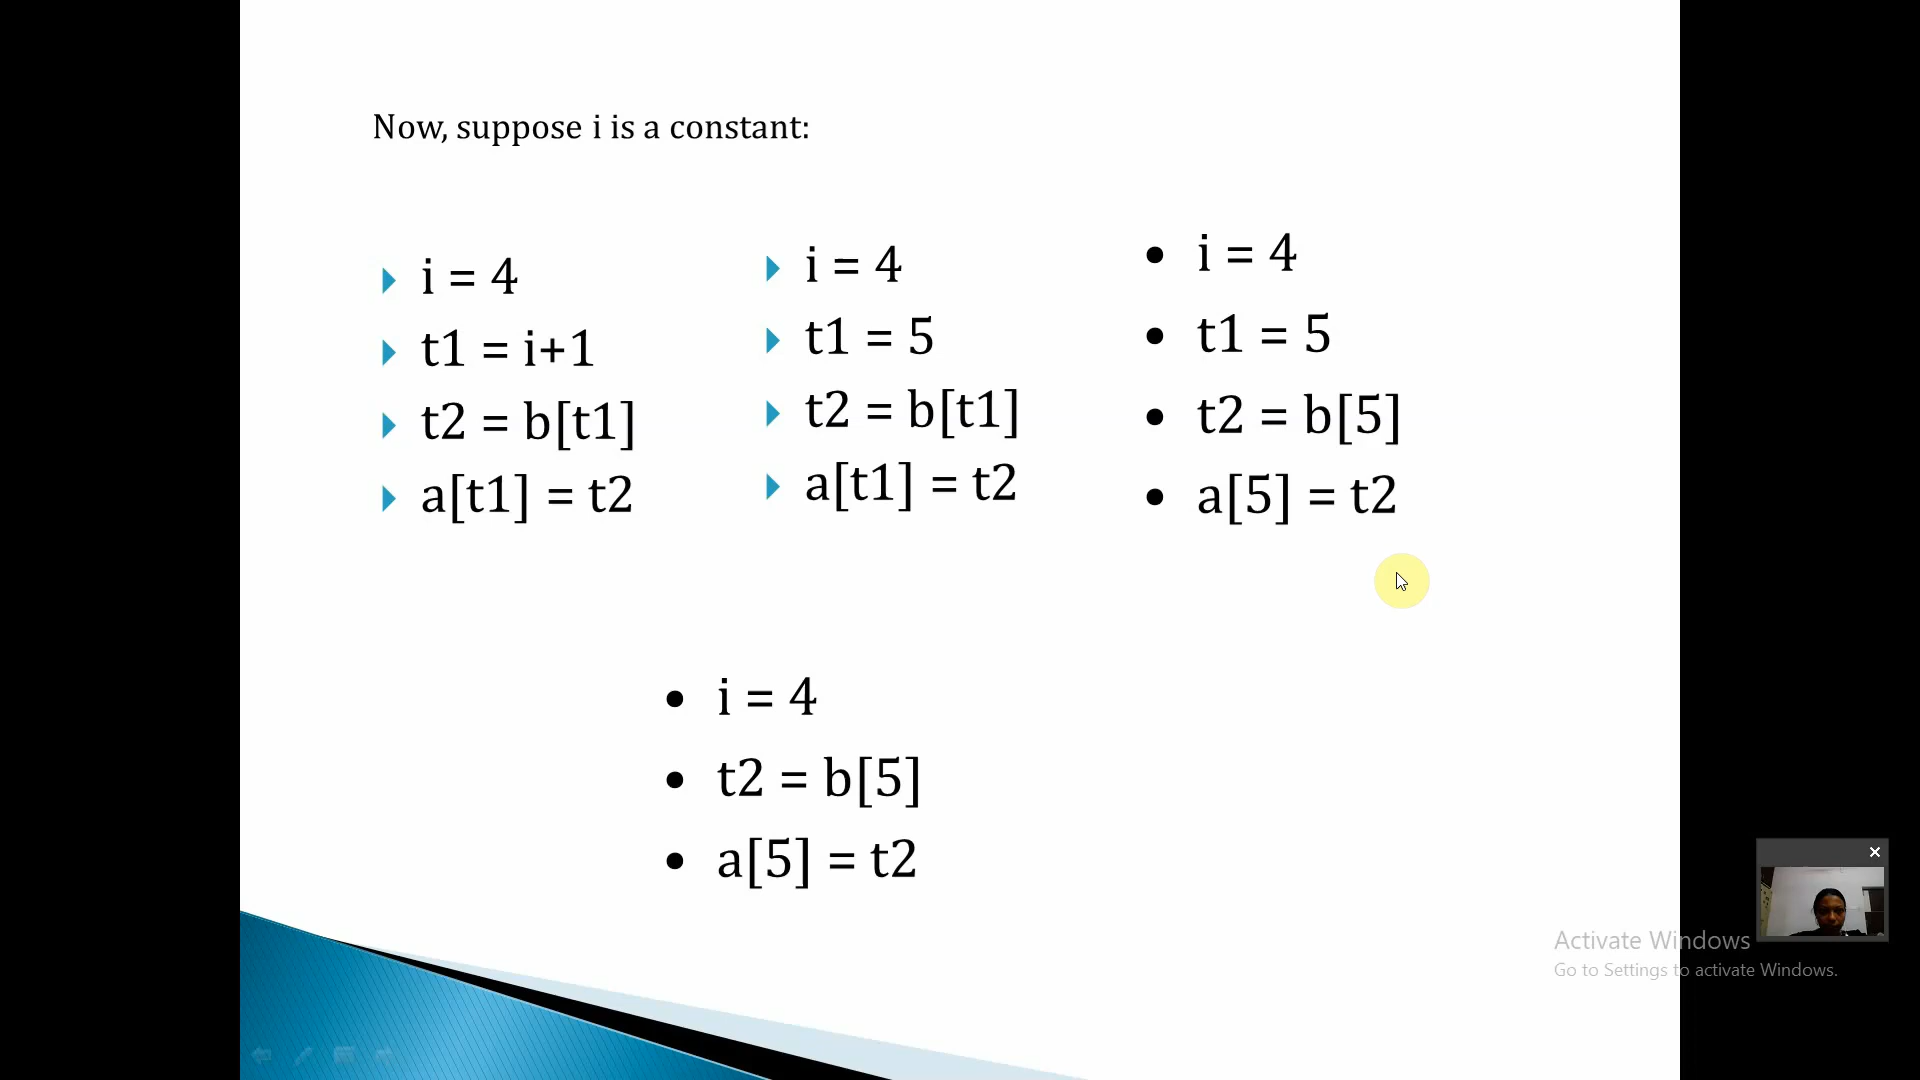 Now, suppose i is a constant:
i = 4
t1 = i+1
t2 = b[t1]
a[t1] = t2
i = 4
t1 = 5
t2 = b[t1]
a[t1] = t2
i = 4
t1 = 5
t2 = b[5]
a[5] = t2
i = 4
t2 = b[5]
a[5] = t2
Activate Windows
Go to Settings to activate Windows.